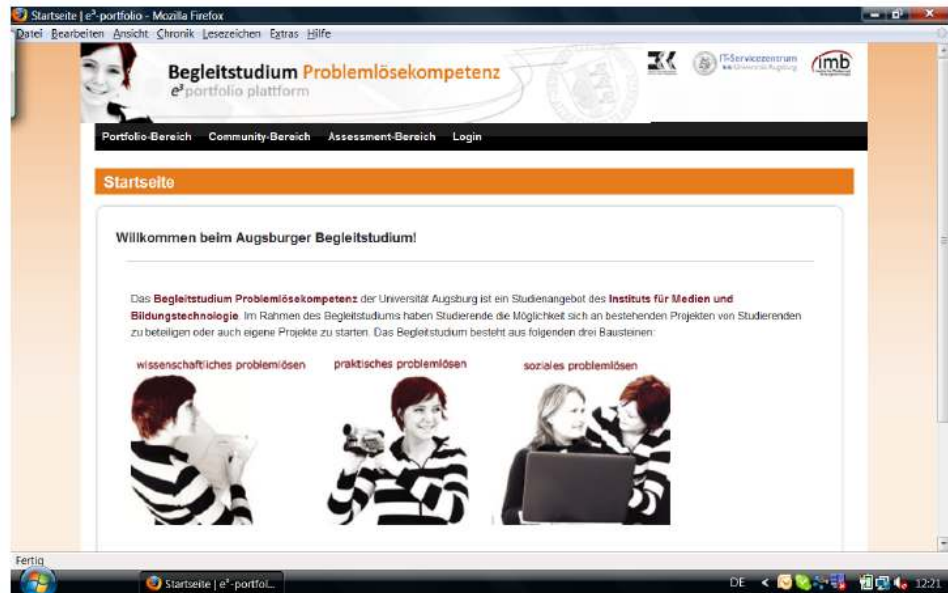 Startseite | e³-portfolio - Mozilla Firefox
Datei Bearbeiten Ansicht Chronik Lesezeichen Extras Hilfe
Begleitstudium Problemlösekompetenz
e³portfolio plattform
IT-Servicezentrum
Universität Augsburg
imb
Portfolio-Bereich Community-Bereich Assessment-Bereich Login
Startseite
Willkommen beim Augsburger Begleitstudium!
Das Begleitstudium Problemlösekompetenz der Universität Augsburg ist ein Studienangebot des Instituts für Medien und
Bildungstechnologie. Im Rahmen des Begleitstudiums haben Studierende die Möglichkeit sich an bestehenden Projekten von Studierenden
zu beteiligen oder auch eigene Projekte zu starten. Das Begleitstudium besteht aus folgenden drei Bausteinen:
wissenschaftliches problemlösen praktisches problemlösen soziales problemlösen
Fertig
Startseite | e³-portfol... DE 12:21